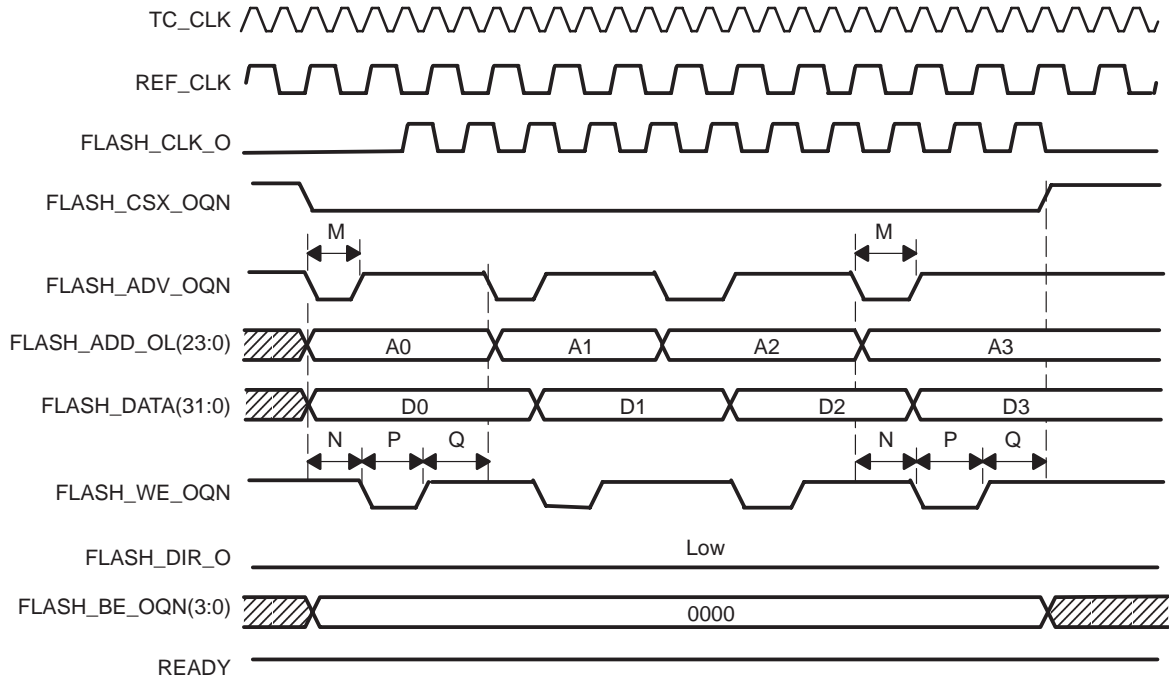 TC_CLK
REF_CLK
FLASH_CLK_O
FLASH_CSX_OQN
M M
FLASH_ADV_OQN
FLASH_ADD_OL(23:0) A0 A1 A2 A3
FLASH_DATA(31:0) D0 D1 D2 D3
N P Q N P Q
FLASH_WE_OQN
Low
FLASH_DIR_O
FLASH_BE_OQN(3:0) 0000
READY